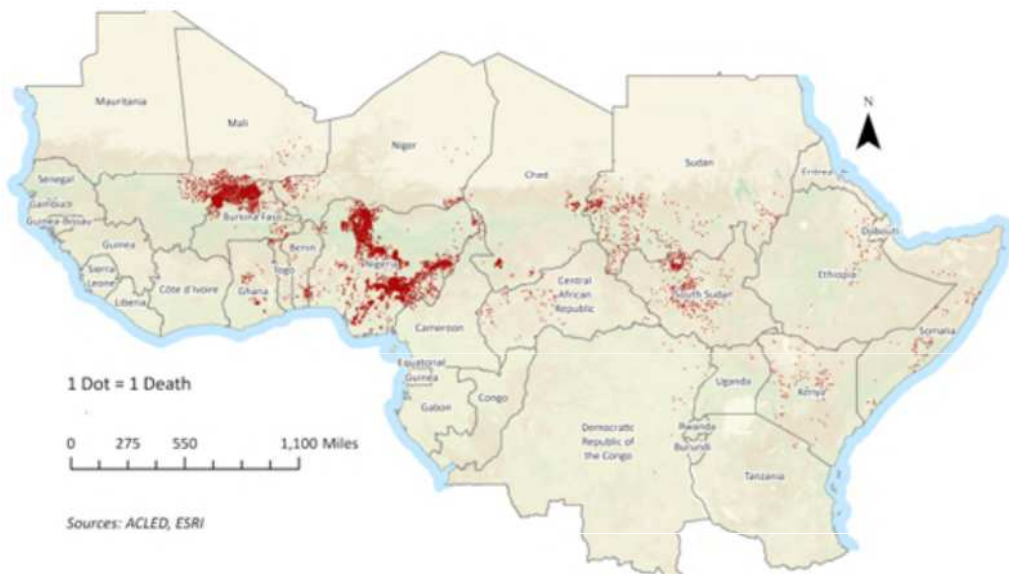 N
Mauritania
Mali
Niger
Chad
Sudan
Eritrea
Senegal
Gambia
Guinea-Bissau
Burkina Faso
Djibouti
Guinea
Benin
Nigeria
Togo
Ethiopia
Sierra
Leone
Ghana
Côte d'Ivoire
Liberia
Central
African
Republic
South Sudan
Cameroon
Somalia
Equatorial
Guinea
Uganda
Kenya
1 Dot = 1 Death
Gabon
Congo
Democratic
Republic of
the Congo
Rwanda
Burundi
0 275 550 1,100 Miles
Tanzania
Sources: ACLED, ESRI